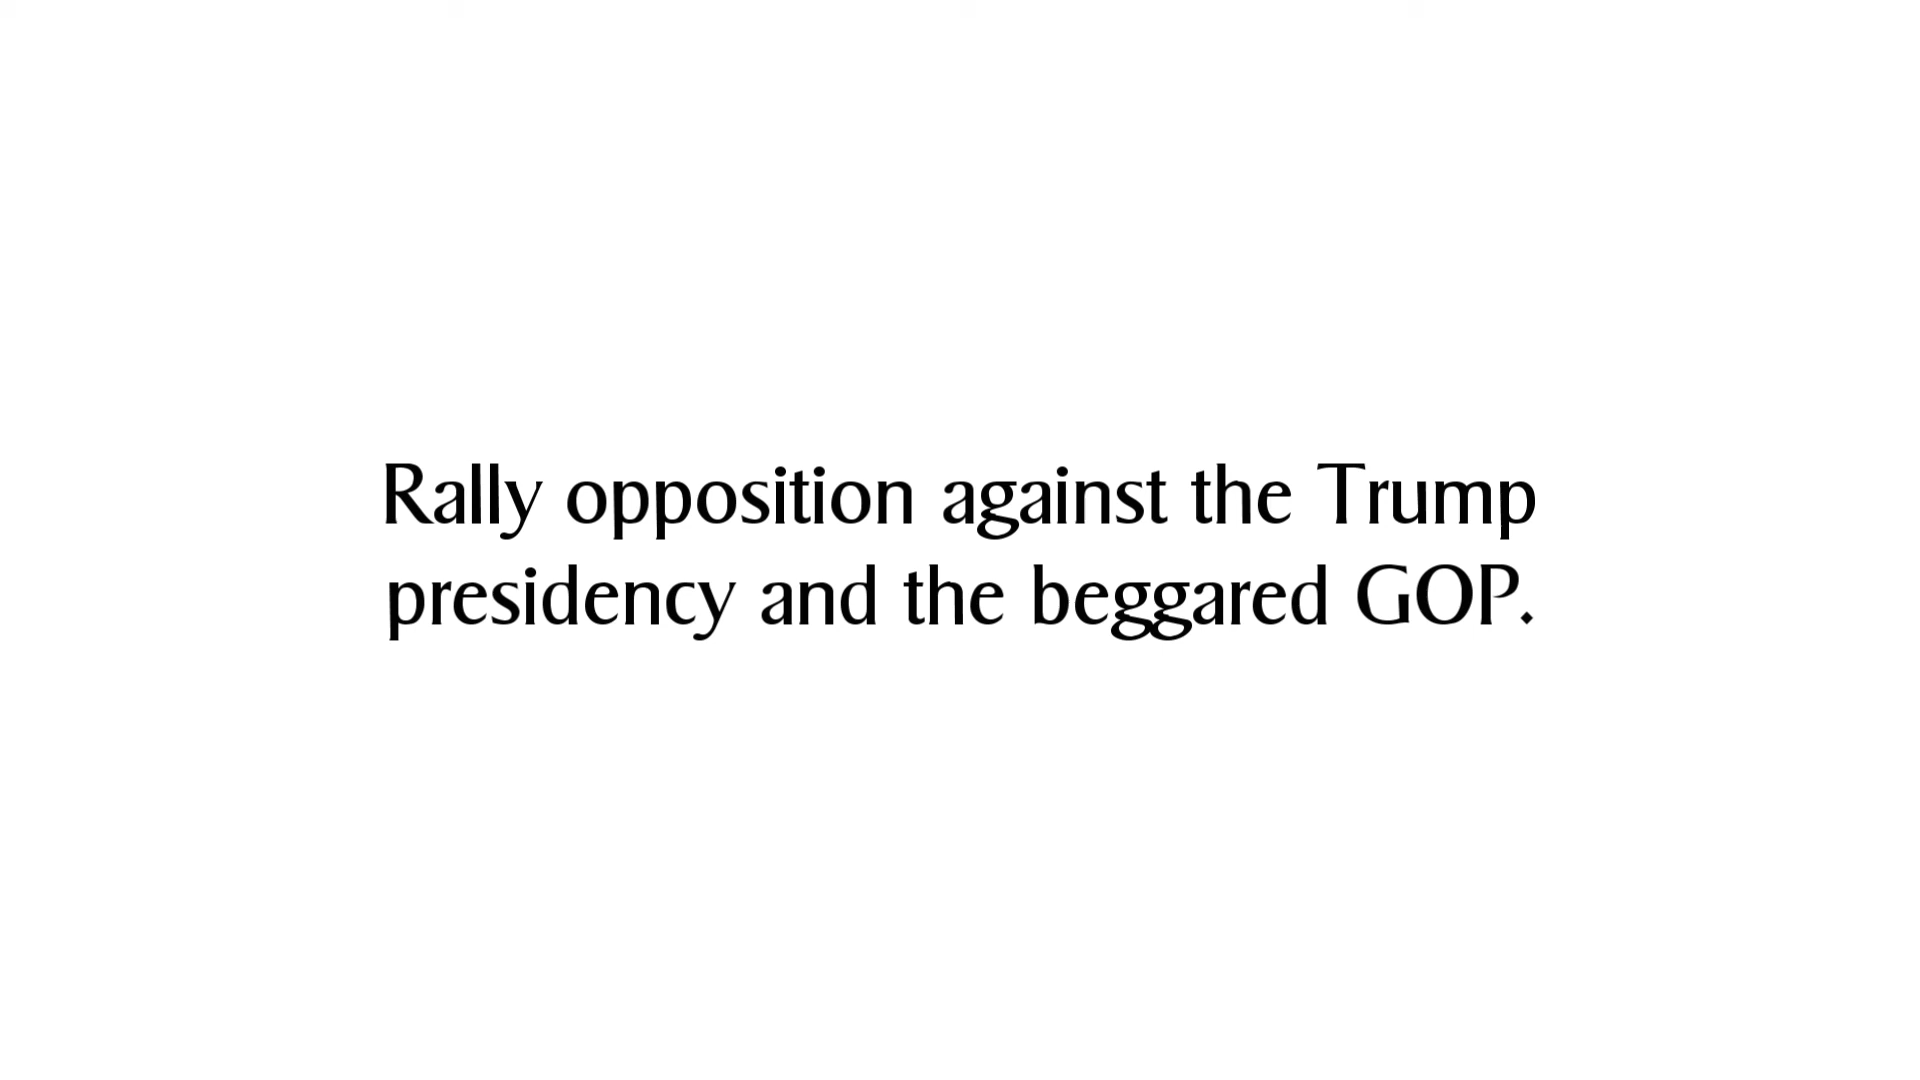 Rally opposition against the Trump
presidency and the beggared GOP.